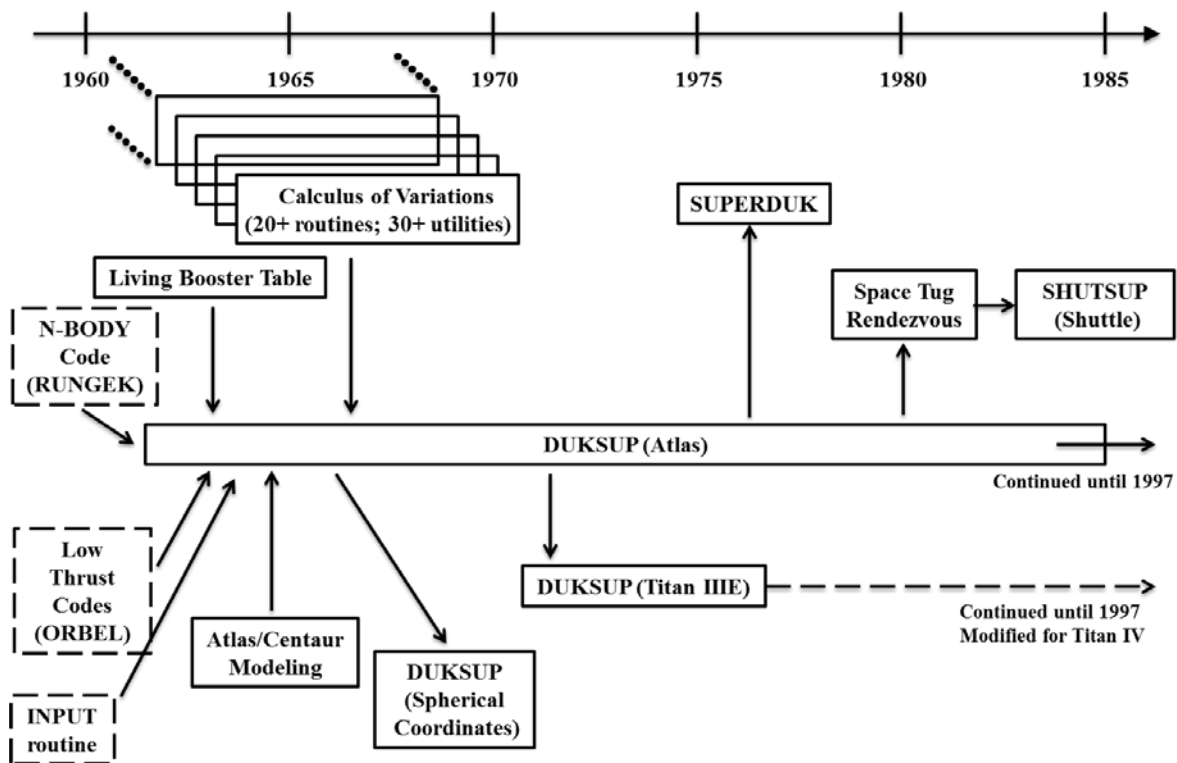 1960
1965
1970
1975
1980
1985
Calculus of Variations
(20+ routines; 30+ utilities)
SUPERDUK
Living Booster Table
Space Tug
Rendezvous
SHUTSUP
(Shuttle)
N-BODY
Code
(RUNGEK)
DUKSUP (Atlas)
Continued until 1997
Low
Thrust
Codes
(ORBEL)
DUKSUP (Titan IIIE)
Continued until 1997
Modified for Titan IV
Atlas/Centaur
Modeling
DUKSUP
(Spherical
Coordinates)
INPUT
routine